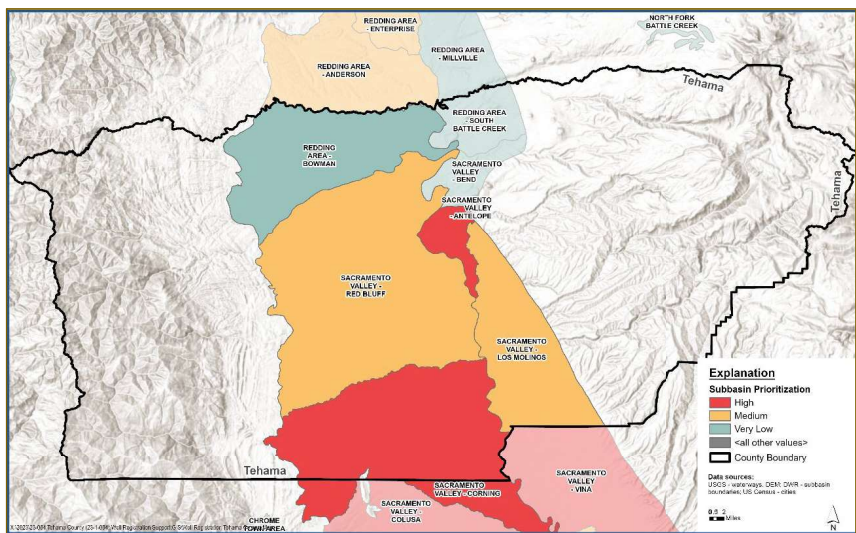 REDDING AREA
- ENTERPRISE
NORTH FORK
BATTLE CREEK
REDDING AREA
- MILLVILLE
REDDING AREA
- ANDERSON
Tehama
REDDING AREA
- SOUTH
BATTLE CREEK
REDDING
AREA -
BOWMAN
SACRAMENTO
VALLEY
- BEND
Tehama
SACRAMENTO
VALLEY
- ANTELOPE
SACRAMENTO
VALLEY -
RED BLUFF
SACRAMENTO
VALLEY -
LOS MOLINOS
Explanation
Subbasin Prioritization
High
Medium
Very Low
<all other values>
County Boundary
Data sources:
USGS - waterways, DEM; DWR - subbasin
boundaries; US Census - cities
Miles
N
Tehama
SACRAMENTO
VALLEY - CORNING
SACRAMENTO
VALLEY
- VINA
SACRAMENTO
VALLEY -
COLUSA
CHROME
TOWN AREA